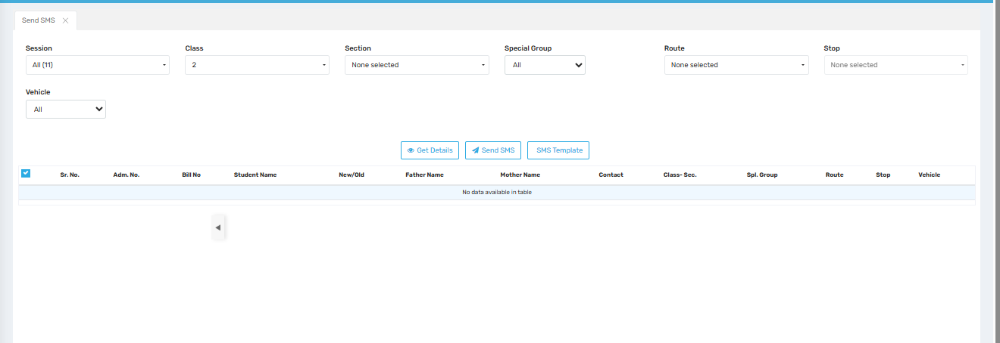 Send SMS
Session Class Section Special Group Route Stop
All (11) 2 None selected All None selected None selected
Vehicle
All
Get Details Send SMS SMS Template
Sr. No. Adm. No. Bill No Student Name New/Old Father Name Mother Name Contact Class- Sec. Spl. Group Route Stop Vehicle
No data available in table